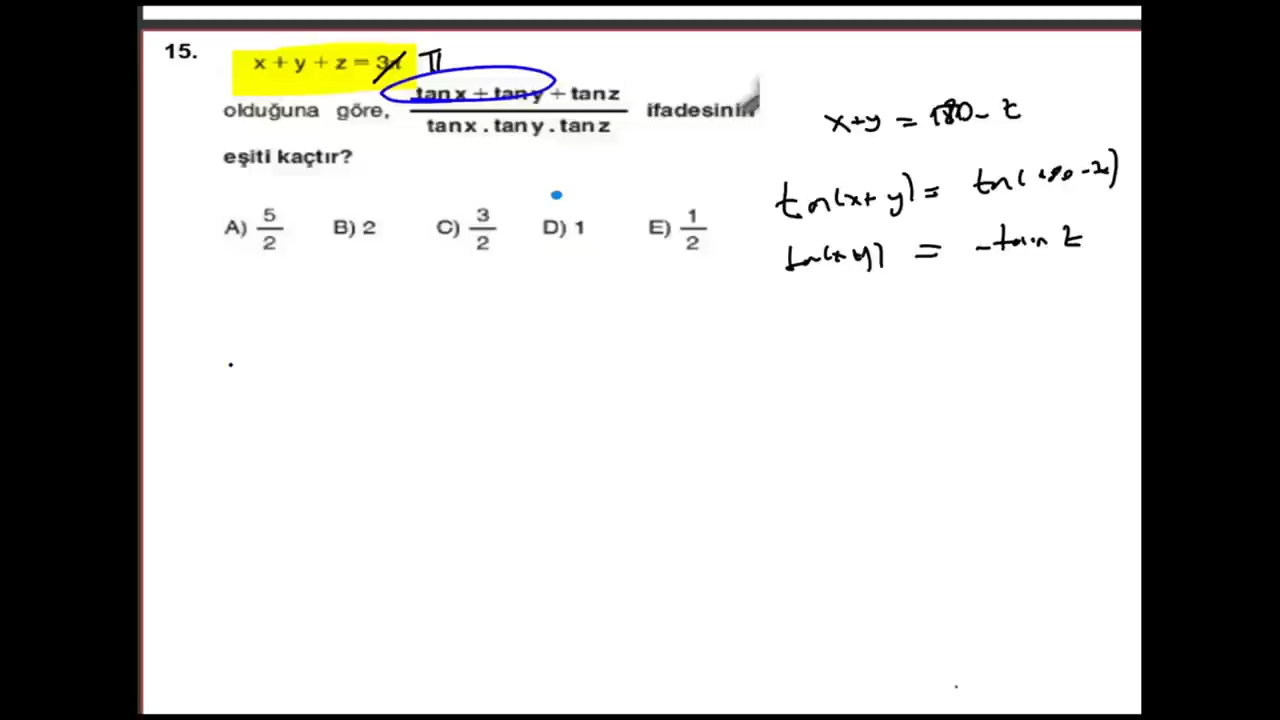 15.
x + y + z = 3π π
olduğuna göre, tanx + tany + tanz / tanx . tany . tanz ifadesinin
eşiti kaçtır?
A) 5/2 B) 2 C) 3/2 D) 1 E) 1/2
x+y = 180 - z
tan(x+y) = tan(180-z)
tan(x+y) = -tan z